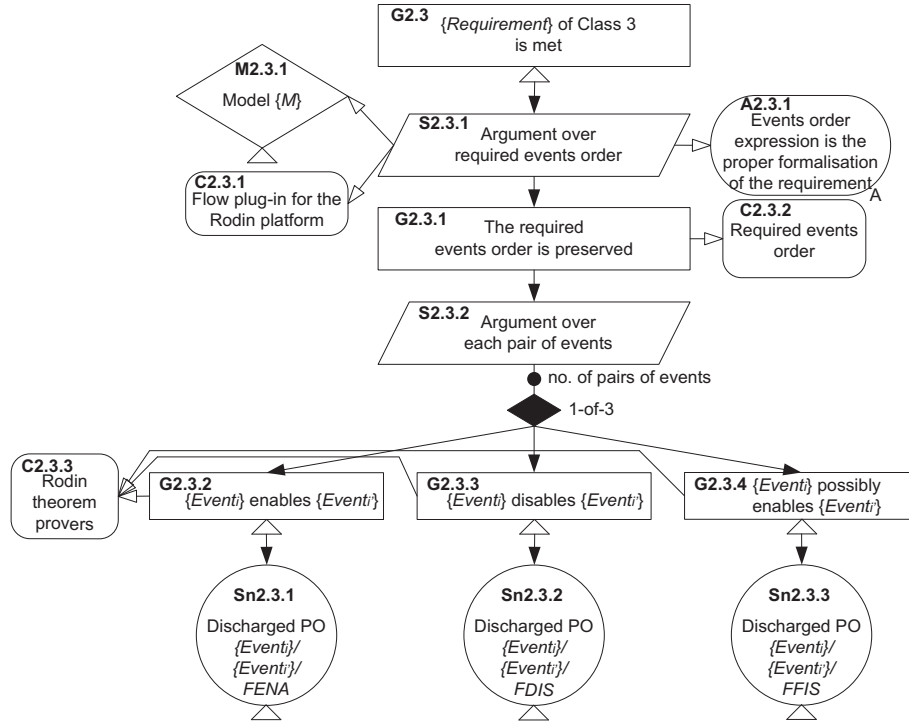 G2.3
{Requirement} of Class 3
is met
M2.3.1
Model {M}
S2.3.1
Argument over
required events order
A2.3.1
Events order
expression is the
proper formalisation
of the requirement
A
C2.3.1
Flow plug-in for the
Rodin platform
G2.3.1
The required
events order is preserved
C2.3.2
Required events
order
S2.3.2
Argument over
each pair of events
no. of pairs of events
1-of-3
C2.3.3
Rodin
theorem
provers
G2.3.2
{Eventi} enables {Eventi'}
G2.3.3
{Eventi} disables {Eventi'}
G2.3.4 {Eventi} possibly
enables {Eventi'}
Sn2.3.1
Discharged PO
{Eventi}/
{Eventi'}/
FENA
Sn2.3.2
Discharged PO
{Eventi}/
{Eventi'}/
FDIS
Sn2.3.3
Discharged PO
{Eventi}/
{Eventi'}/
FFIS